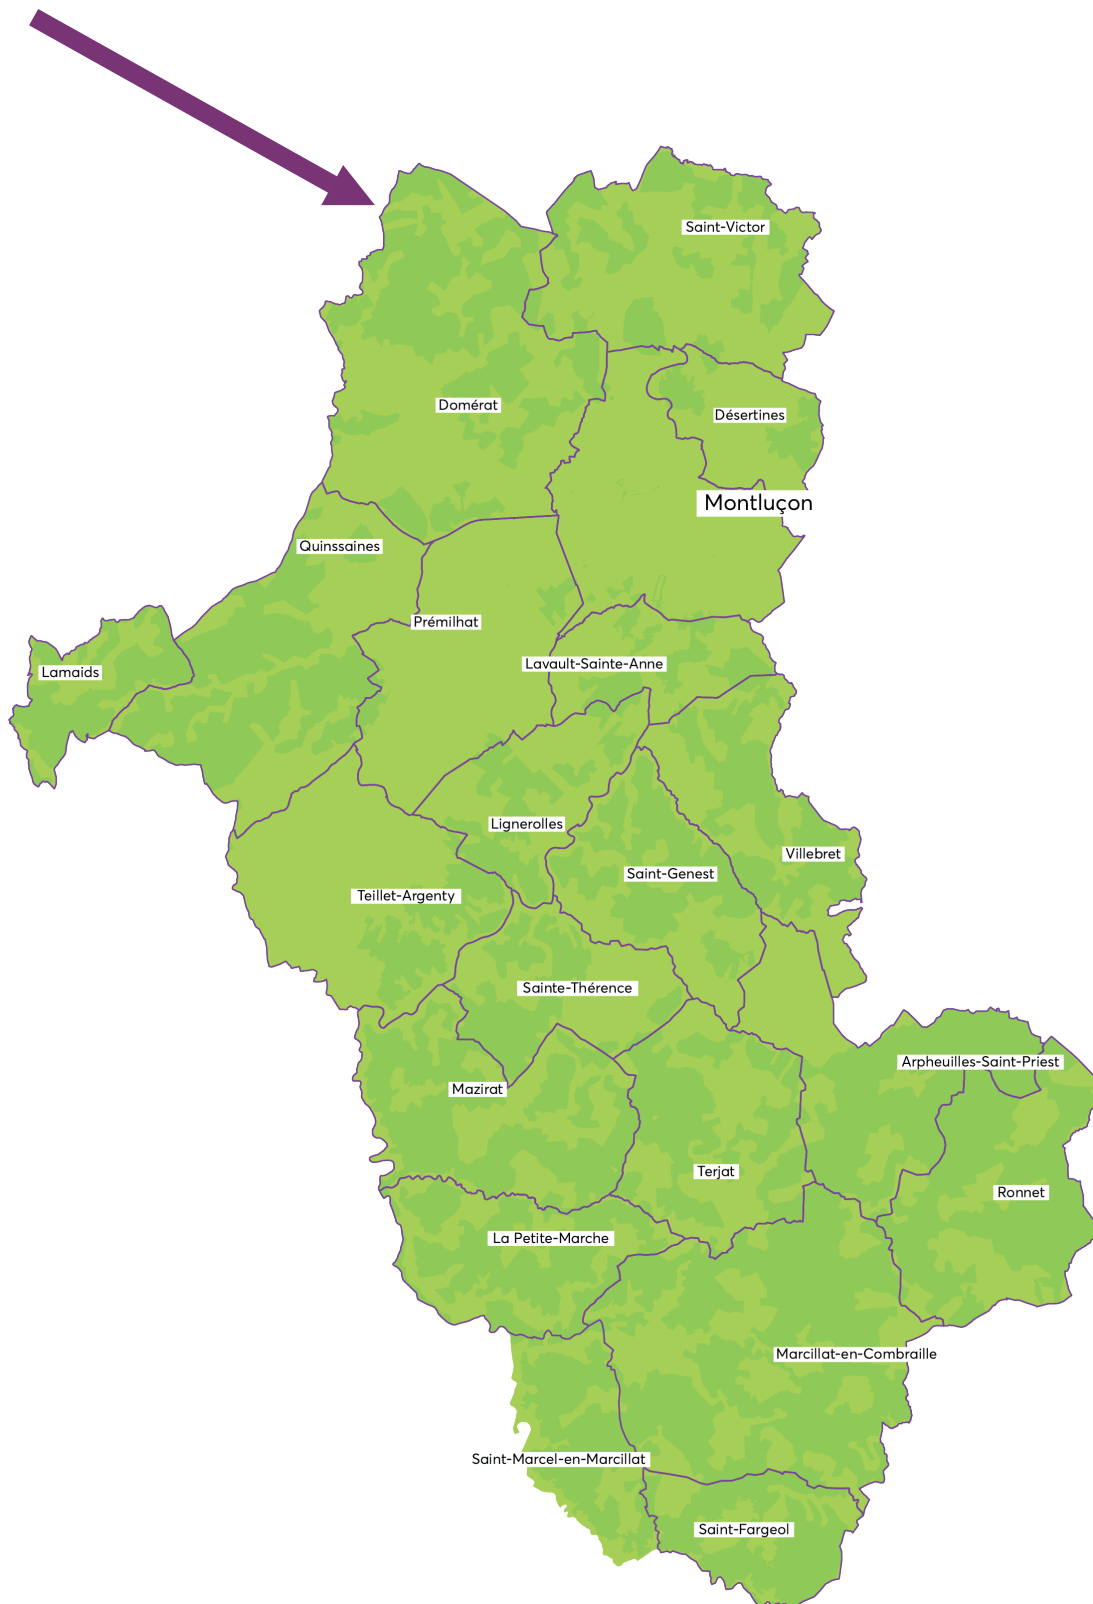 Saint-Victor
Domérat
Désertines
Montluçon
Quinssaines
Prémilhat
Lavault-Sainte-Anne
Lamaids
Lignerolles
Villebret
Saint-Genest
Teillet-Argenty
Sainte-Thérence
Arpheuilles-Saint-Priest
Mazirat
Terjat
Ronnet
La Petite-Marche
Marcillat-en-Combraille
Saint-Marcel-en-Marcillat
Saint-Fargeol